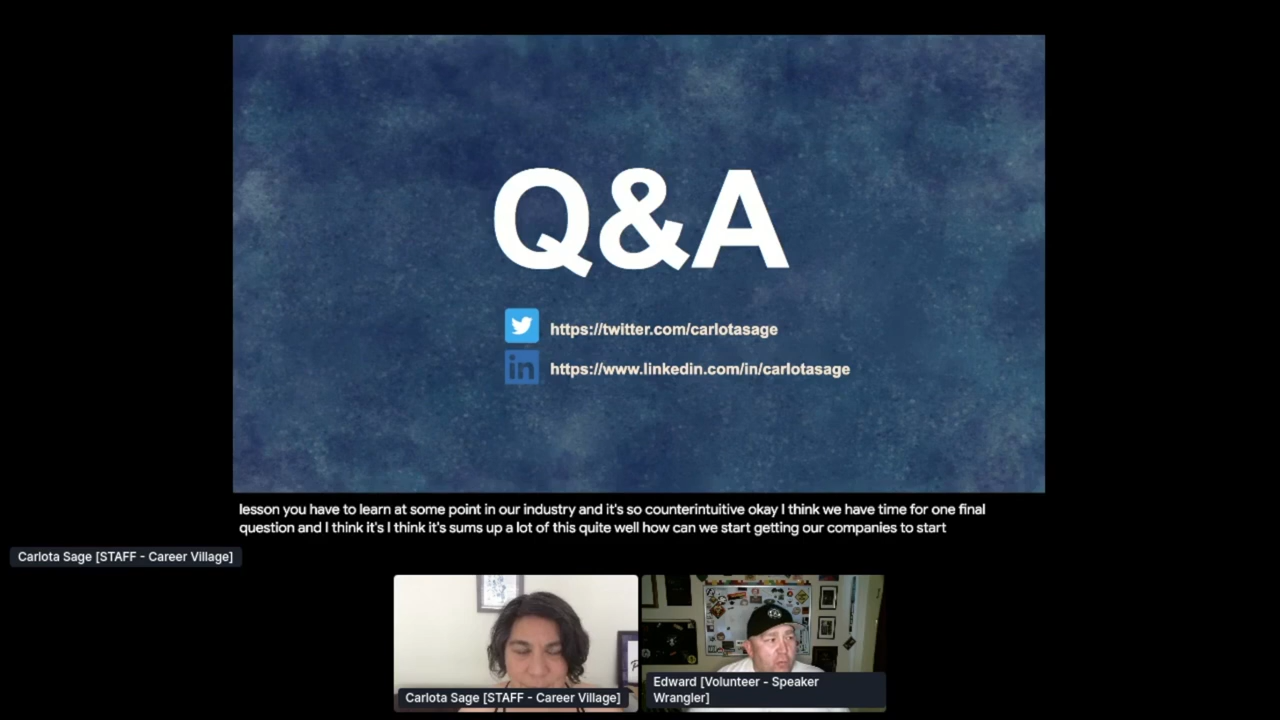 Q&A
https://twitter.com/carlotasage
in
https://www.linkedin.com/in/carlotasage
lesson you have to learn at some point in our industry and it's so counterintuitive okay I think we have time for one final
question and I think it's I think it's sums up a lot of this quite well how can we start getting our companies to start
Carlota Sage [STAFF - Career Village]
Carlota Sage [STAFF - Career Village]
Edward [Volunteer - Speaker
Wrangler]